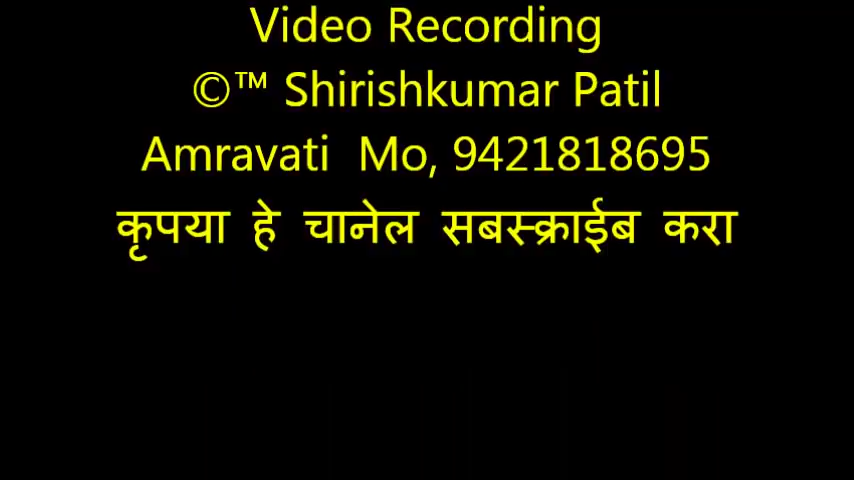 Video Recording
©™ Shirishkumar Patil
Amravati  Mo, 9421818695
कृपया हे चानेल सबस्क्राईब करा